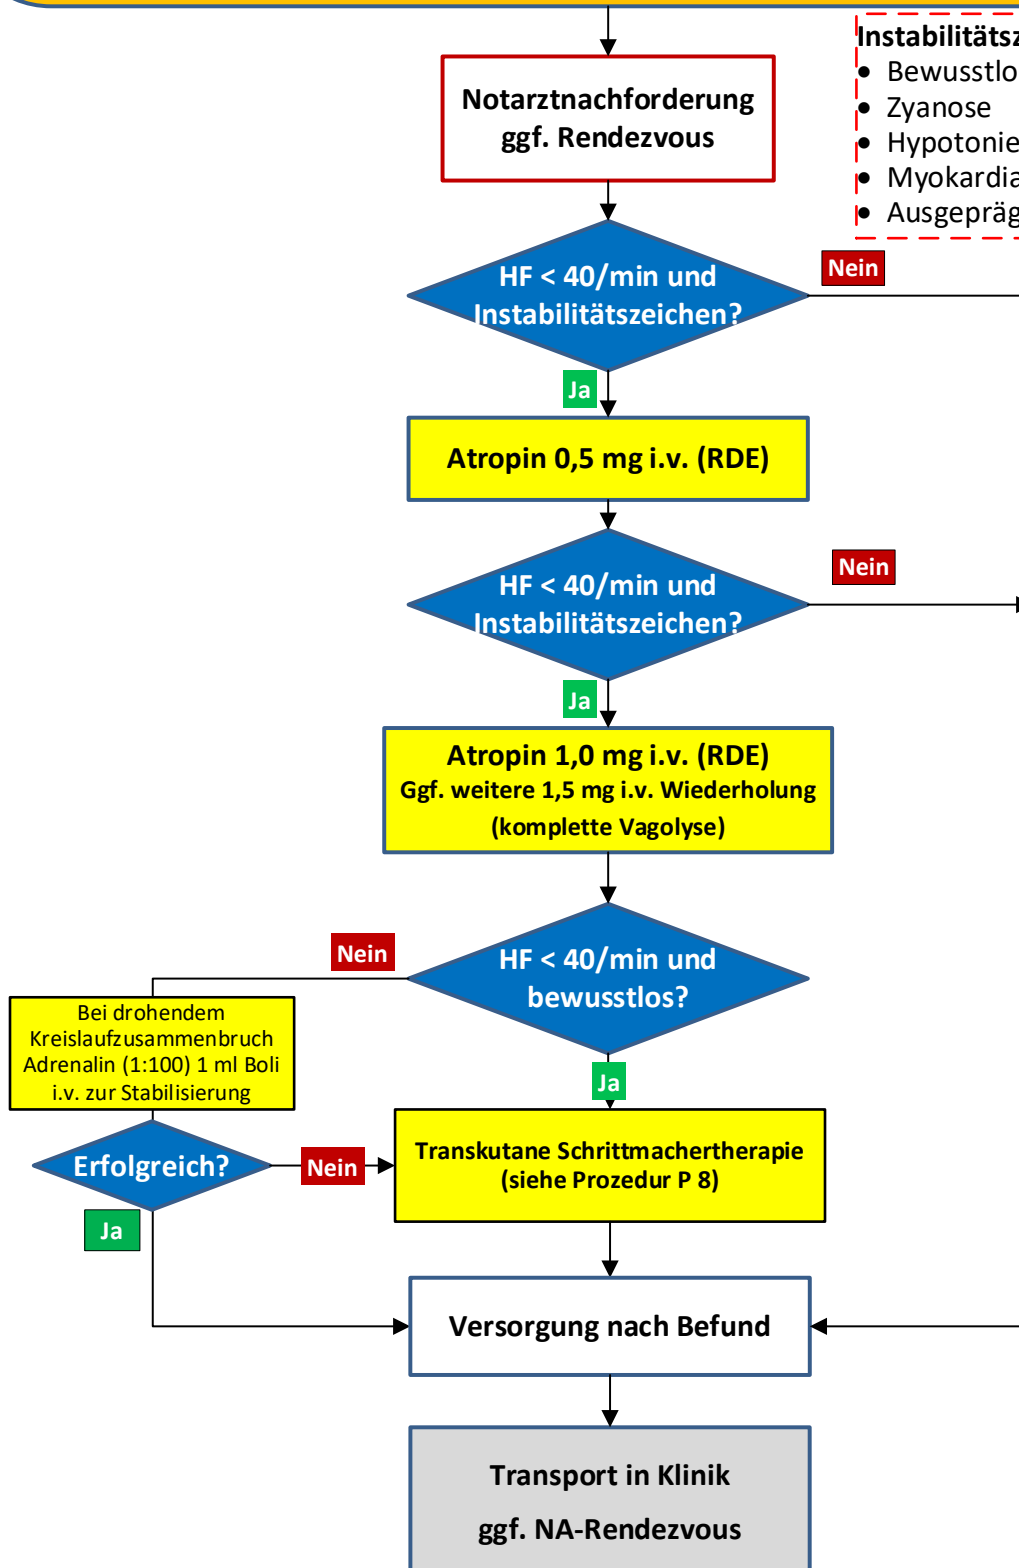 Notarztnachforderung
ggf. Rendezvous
Instabilitätsz
• Bewusstlo
• Zyanose
• Hypotonie
• Myokardia
• Ausgepräg
HF < 40/min und
Instabilitätszeichen?
Nein
Ja
Atropin 0,5 mg i.v. (RDE)
HF < 40/min und
Instabilitätszeichen?
Nein
Ja
Atropin 1,0 mg i.v. (RDE)
Ggf. weitere 1,5 mg i.v. Wiederholung
(komplette Vagolyse)
HF < 40/min und
bewusstlos?
Nein
Bei drohendem
Kreislaufzusammenbruch
Adrenalin (1:100) 1 ml Boli
i.v. zur Stabilisierung
Ja
Erfolgreich?
Nein
Transkutane Schrittmachertherapie
(siehe Prozedur P 8)
Ja
Versorgung nach Befund
Transport in Klinik
ggf. NA-Rendezvous